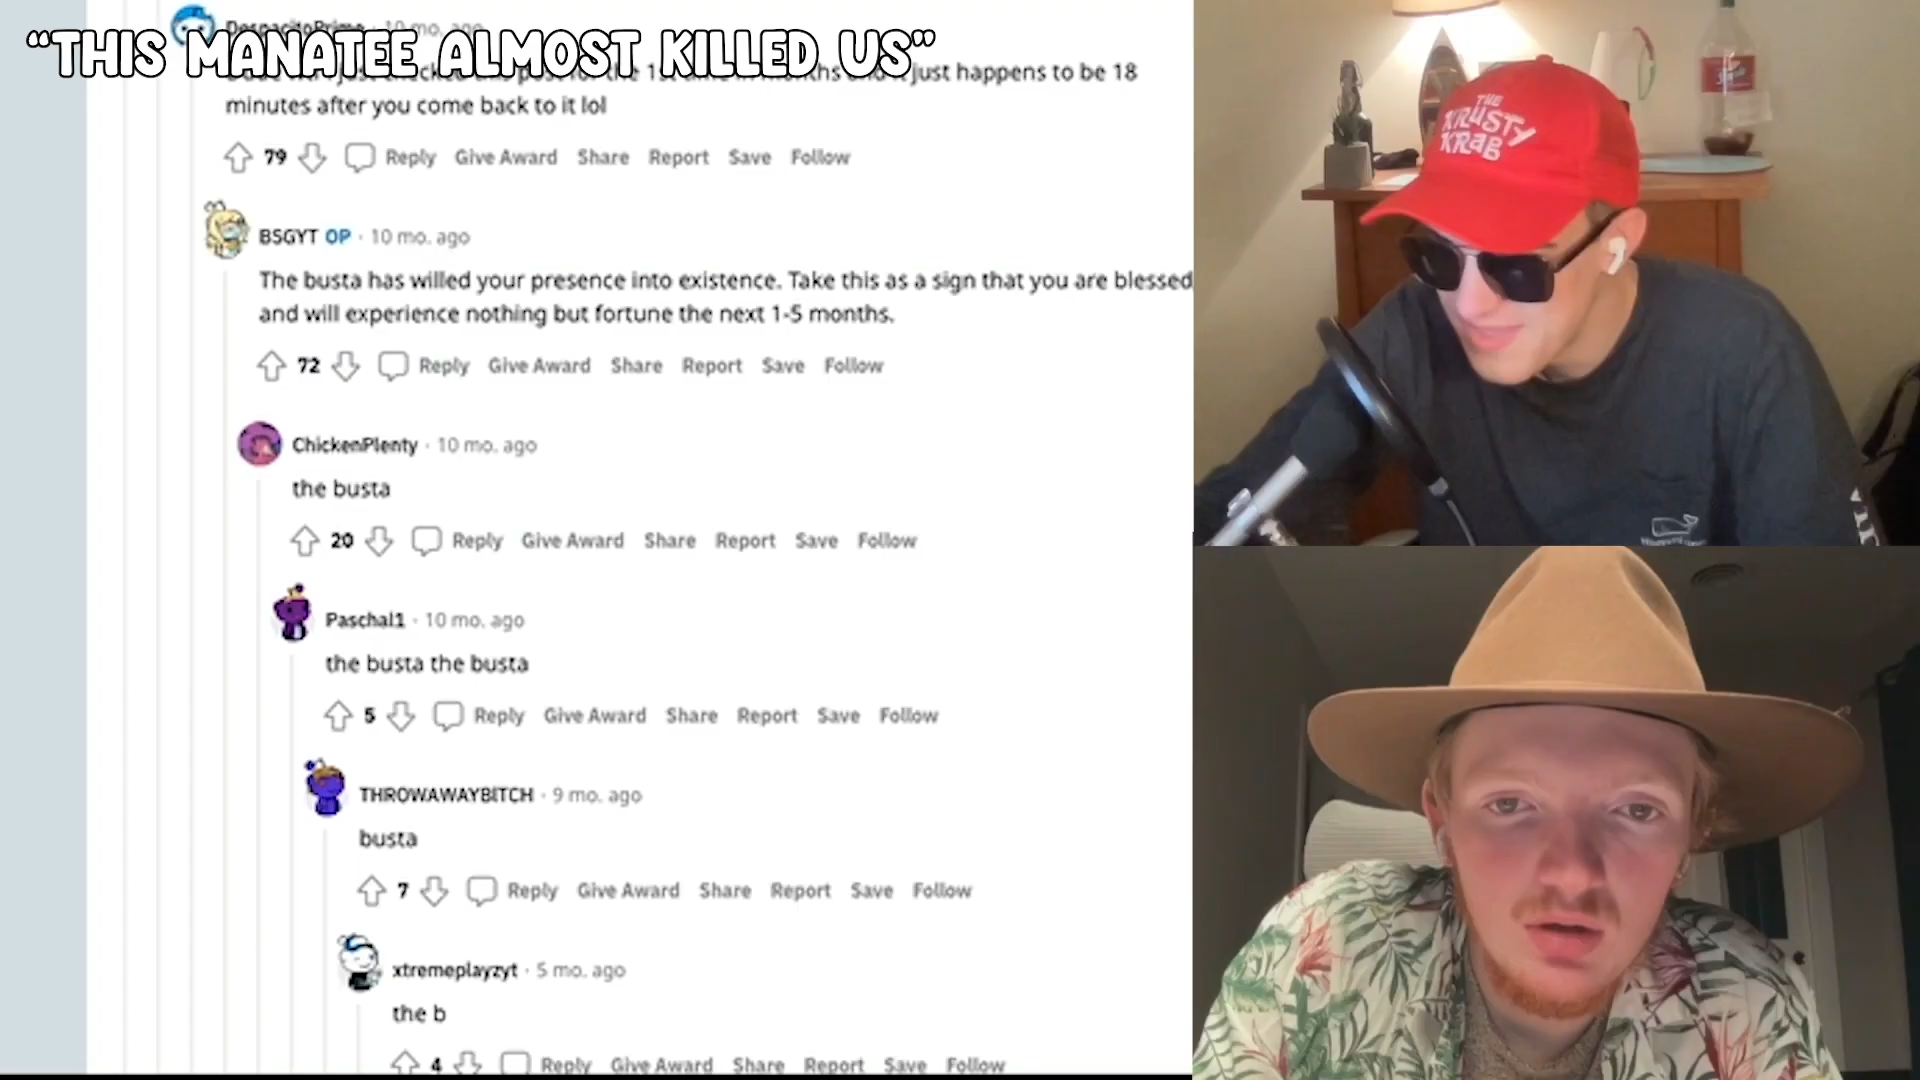 “THIS MANATEE ALMOST KILLED US”
DespacitoPrime · 10 mo. ago
just happens to be 18
minutes after you come back to it lol
79 Reply Give Award Share Report Save Follow
BSGYT OP · 10 mo. ago
The busta has willed your presence into existence. Take this as a sign that you are blessed
and will experience nothing but fortune the next 1-5 months.
72 Reply Give Award Share Report Save Follow
ChickenPlenty · 10 mo. ago
the busta
20 Reply Give Award Share Report Save Follow
Paschal1 · 10 mo. ago
the busta the busta
5 Reply Give Award Share Report Save Follow
THROWAWAYBITCH · 9 mo. ago
busta
7 Reply Give Award Share Report Save Follow
xtremeplayzyt · 5 mo. ago
the b
4 Reply Give Award Share Report Save Follow
THE
KRUSTY
KRAB